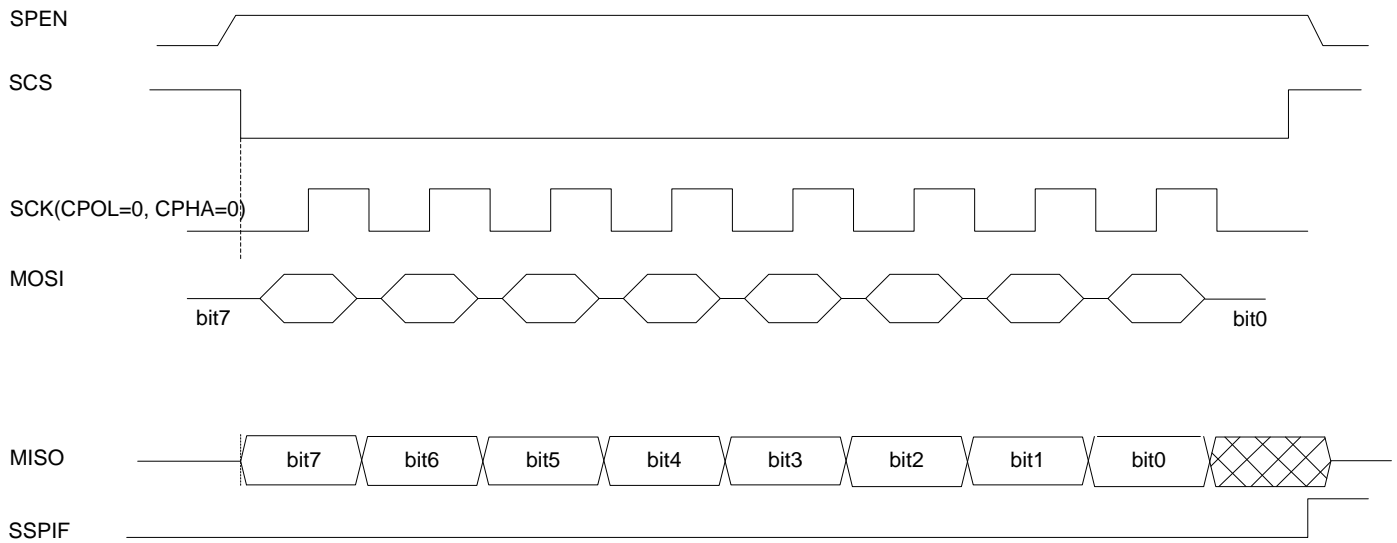 SPEN
SCS
SCK(CPOL=0, CPHA=0)
MOSI
bit7
bit0
MISO
bit7
bit6
bit5
bit4
bit3
bit2
bit1
bit0
SSPIF